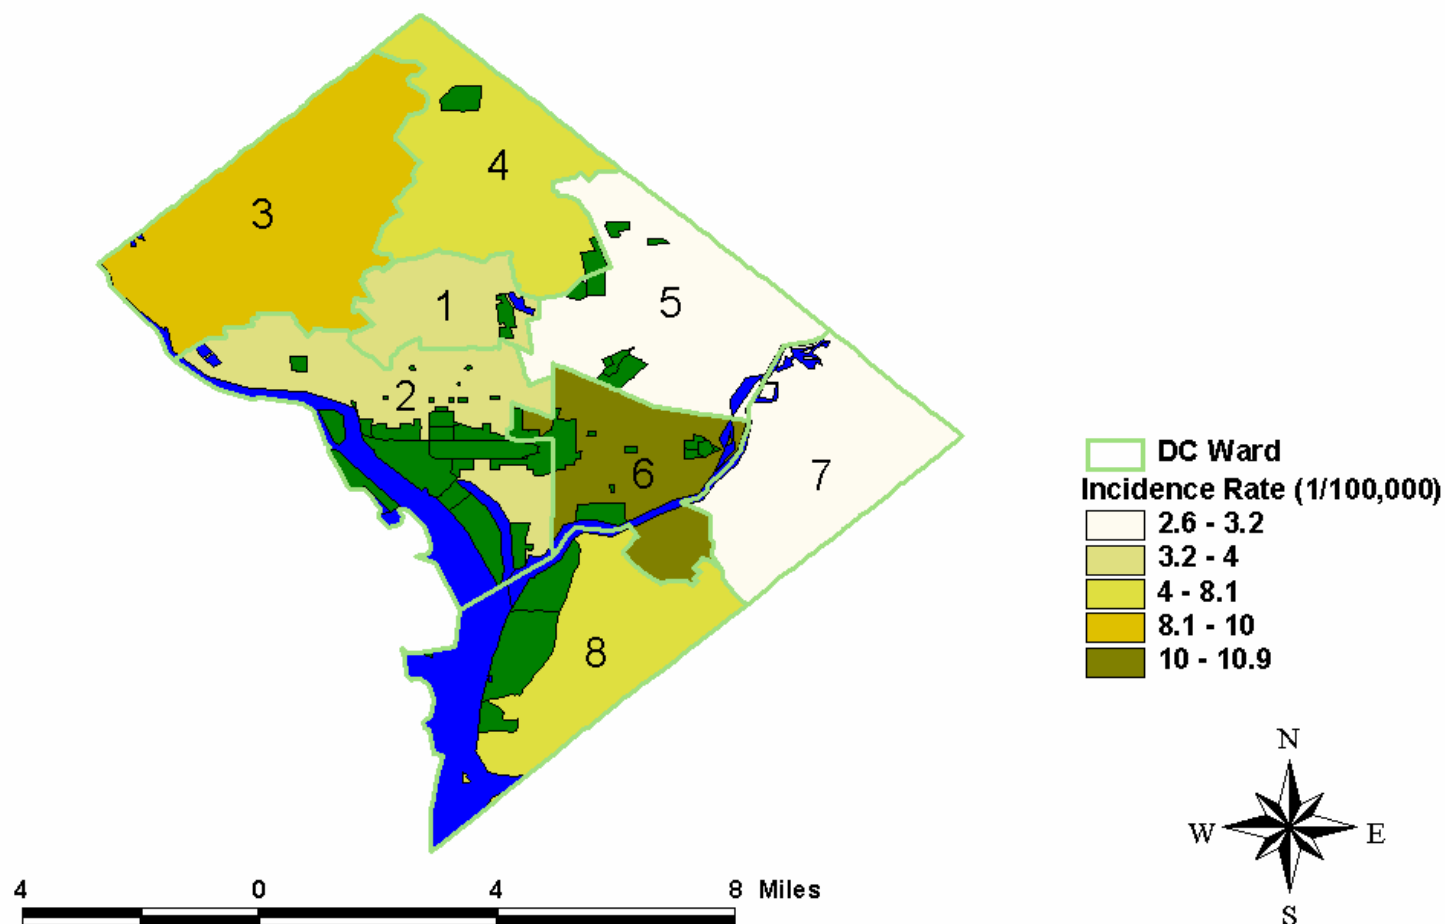 4
3
1
5
2
6
7
8
DC Ward
Incidence Rate (1/100,000)
2.6 - 3.2
3.2 - 4
4 - 8.1
8.1 - 10
10 - 10.9
N
W E
S
4 0 4 8 Miles